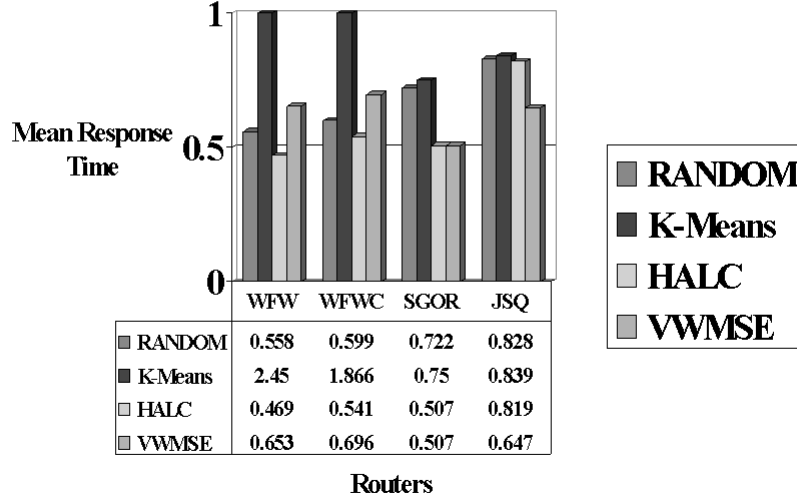 1
Mean Response
Time
0.5
0
WFW WFWC SGOR JSQ
RANDOM 0.558 0.599 0.722 0.828
K-Means 2.45 1.866 0.75 0.839
HALC 0.469 0.541 0.507 0.819
VWMSE 0.653 0.696 0.507 0.647
Routers
RANDOM
K-Means
HALC
VWMSE